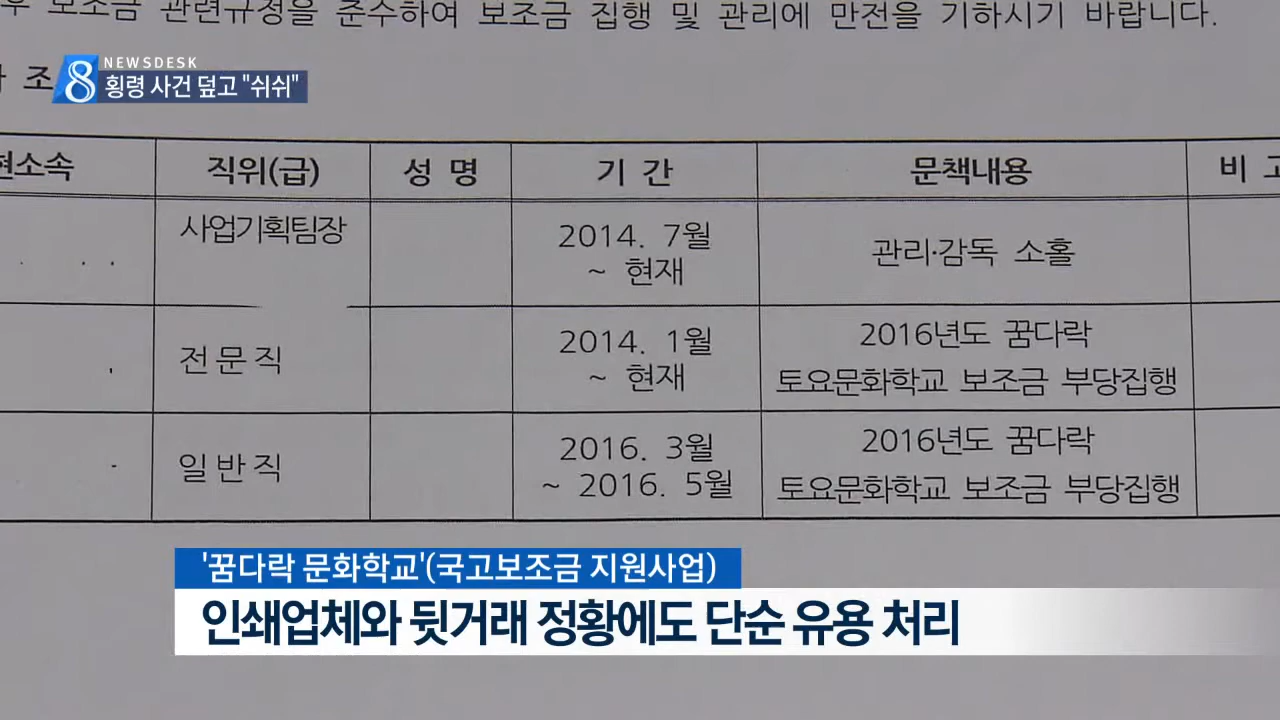 우 보조금 관련규정을 준수하여 보조금 집행 및 관리에 만전을 기하시기 바랍니다.
조
8 NEWSDESK
횡령 사건 덮고 "쉬쉬"
현소속 직위(급) 성 명 기 간 문책내용 비 고
사업기획팀장 2014. 7월 ~ 현재 관리·감독 소홀
전문직 2014. 1월 ~ 현재 2016년도 꿈다락 토요문화학교 보조금 부당집행
일반직 2016. 3월 ~ 2016. 5월 2016년도 꿈다락 토요문화학교 보조금 부당집행
'꿈다락 문화학교'(국고보조금 지원사업)
인쇄업체와 뒷거래 정황에도 단순 유용 처리